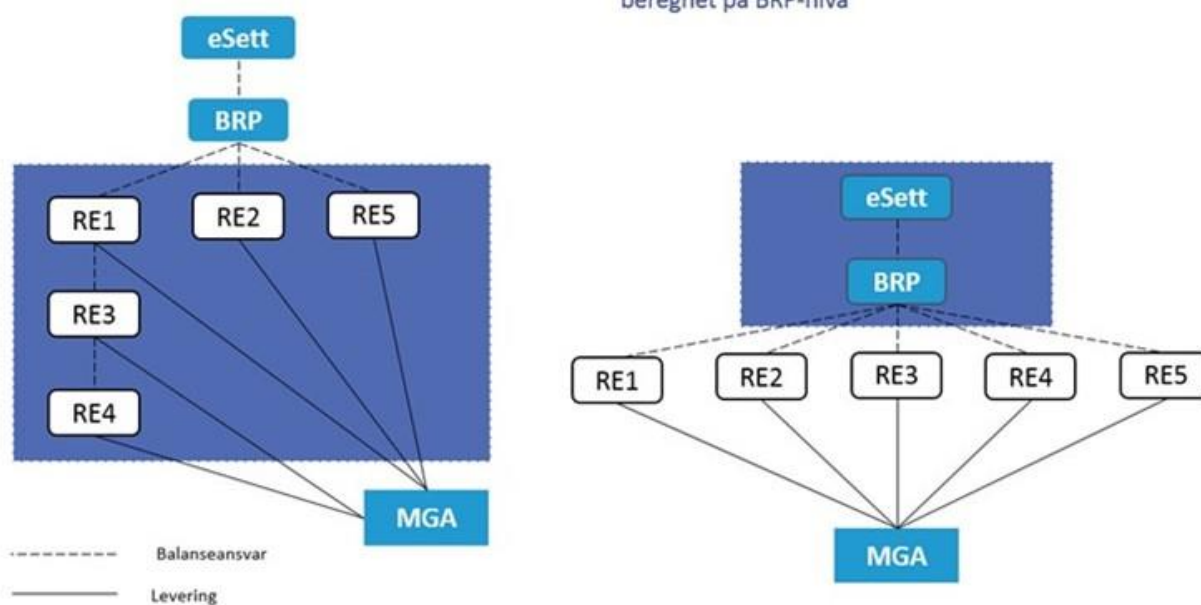 beregnet på BRP-nivå
eSett
BRP
RE1
RE2
RE5
RE3
RE4
MGA
Balanseansvar
Levering
eSett
BRP
RE1
RE2
RE3
RE4
RE5
MGA